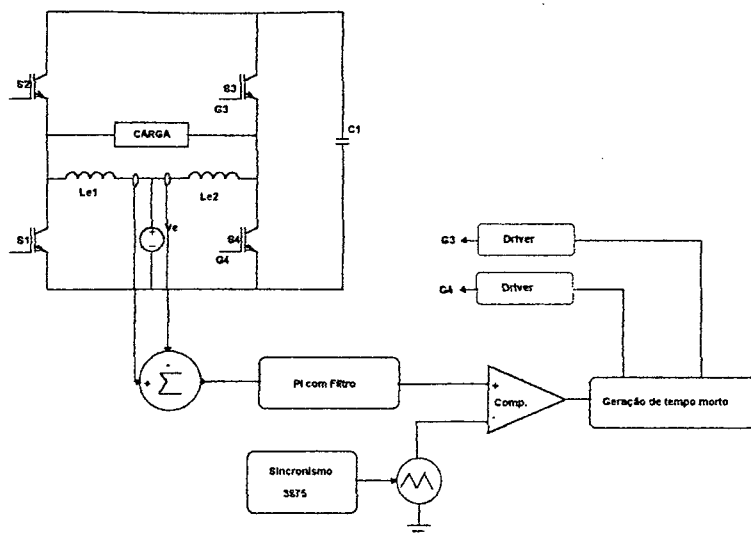 S2
S3
G3
CARGA
C1
Le1
Le2
Ve
+
−
S1
S4
G4
G3
Driver
G4
Driver
-
+ Σ
PI com Filtro
+
Comp.
-
Geração de tempo morto
Sincronismo
3875